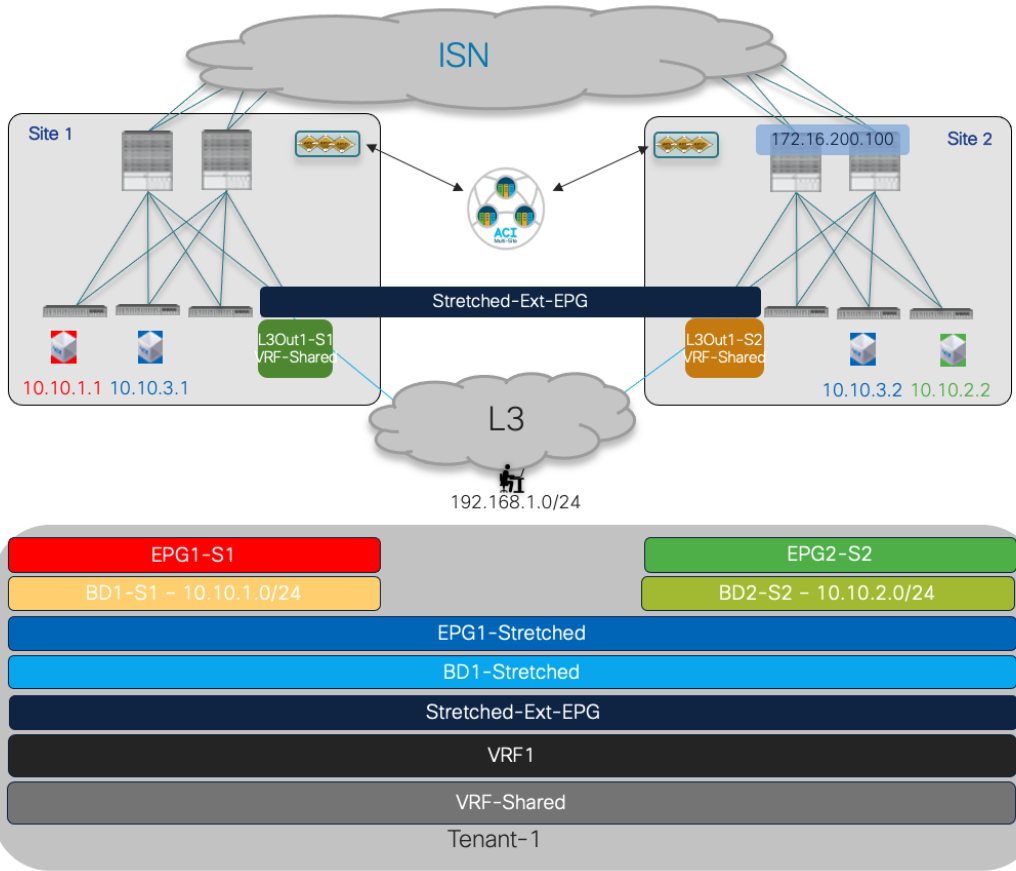 ISN
Site 1
172.16.200.100
Site 2
ACI
Multi-Site
Stretched-Ext-EPG
L3Out1-S1
VRF-Shared
L3Out1-S2
VRF-Shared
10.10.1.1
10.10.3.1
10.10.3.2
10.10.2.2
L3
192.168.1.0/24
EPG1-S1
EPG2-S2
BD1-S1 – 10.10.1.0/24
BD2-S2 – 10.10.2.0/24
EPG1-Stretched
BD1-Stretched
Stretched-Ext-EPG
VRF1
VRF-Shared
Tenant-1